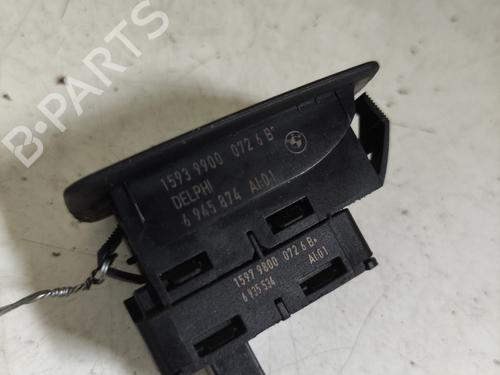 B-PARTS
1593 9900 072 6 B*
DELPHI
6 945 874 AI:01
1597 9800 072 6 B*
6 935 534 AI:01